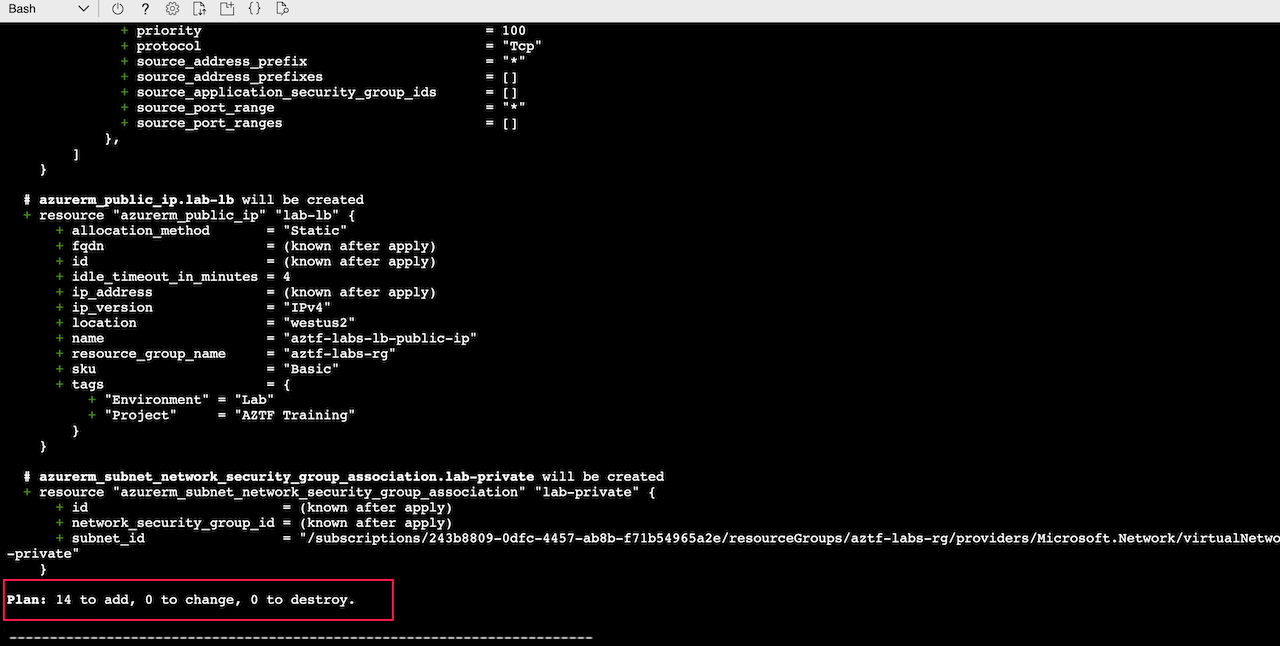 Bash
+ priority = 100
+ protocol = "Tcp"
+ source_address_prefix = "*"
+ source_address_prefixes = []
+ source_application_security_group_ids = []
+ source_port_range = "*"
+ source_port_ranges = []
},
]
}
# azurerm_public_ip.lab-lb will be created
+ resource "azurerm_public_ip" "lab-lb" {
+ allocation_method = "Static"
+ fqdn = (known after apply)
+ id = (known after apply)
+ idle_timeout_in_minutes = 4
+ ip_address = (known after apply)
+ ip_version = "IPv4"
+ location = "westus2"
+ name = "aztf-labs-lb-public-ip"
+ resource_group_name = "aztf-labs-rg"
+ sku = "Basic"
+ tags = {
+ "Environment" = "Lab"
+ "Project" = "AZTF Training"
}
}
# azurerm_subnet_network_security_group_association.lab-private will be created
+ resource "azurerm_subnet_network_security_group_association" "lab-private" {
+ id = (known after apply)
+ network_security_group_id = (known after apply)
+ subnet_id = "/subscriptions/243b8809-0dfc-4457-ab8b-f71b54965a2e/resourceGroups/aztf-labs-rg/providers/Microsoft.Network/virtualNetwo
-private"
}
Plan: 14 to add, 0 to change, 0 to destroy.
------------------------------------------------------------------------